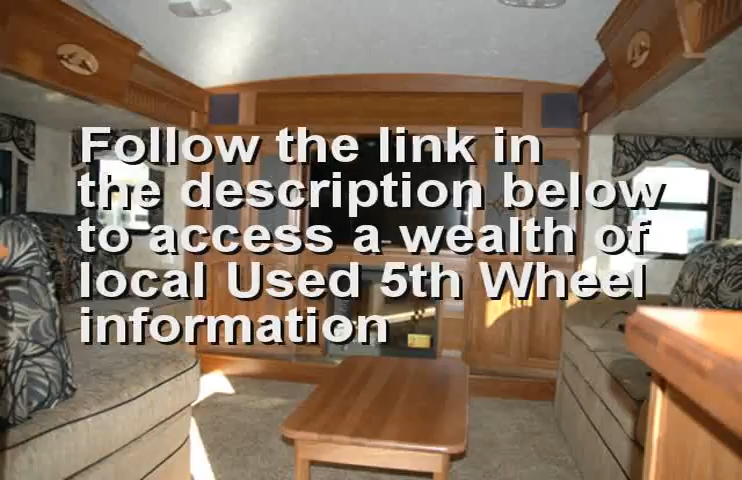 Follow the link in
the description below
to access a wealth of
local Used 5th Wheel
information